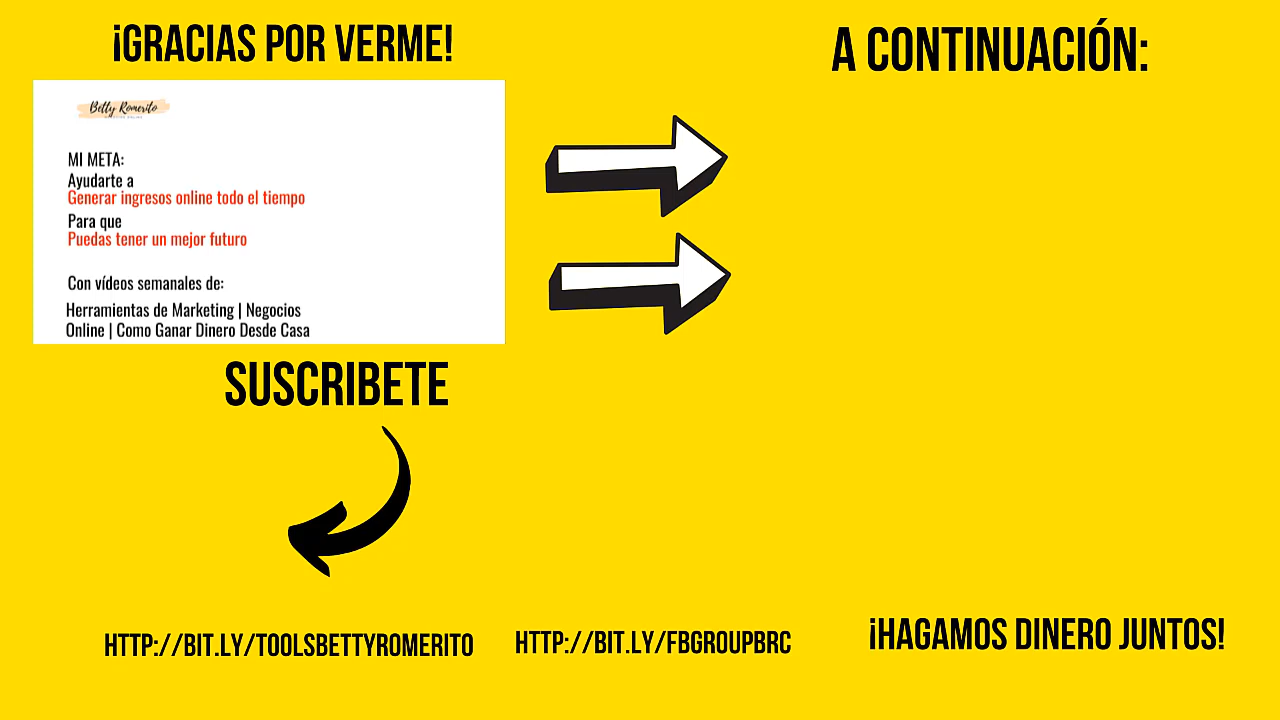 ¡GRACIAS POR VERME!
A CONTINUACIÓN:
Betty Romerito
MI META:
Ayudarte a
Generar ingresos online todo el tiempo
Para que
Puedas tener un mejor futuro
Con vídeos semanales de:
Herramientas de Marketing | Negocios
Online | Como Ganar Dinero Desde Casa
SUSCRIBETE
HTTP://BIT.LY/TOOLSBETTYROMERITO
HTTP://BIT.LY/FBGROUPBRC
¡HAGAMOS DINERO JUNTOS!